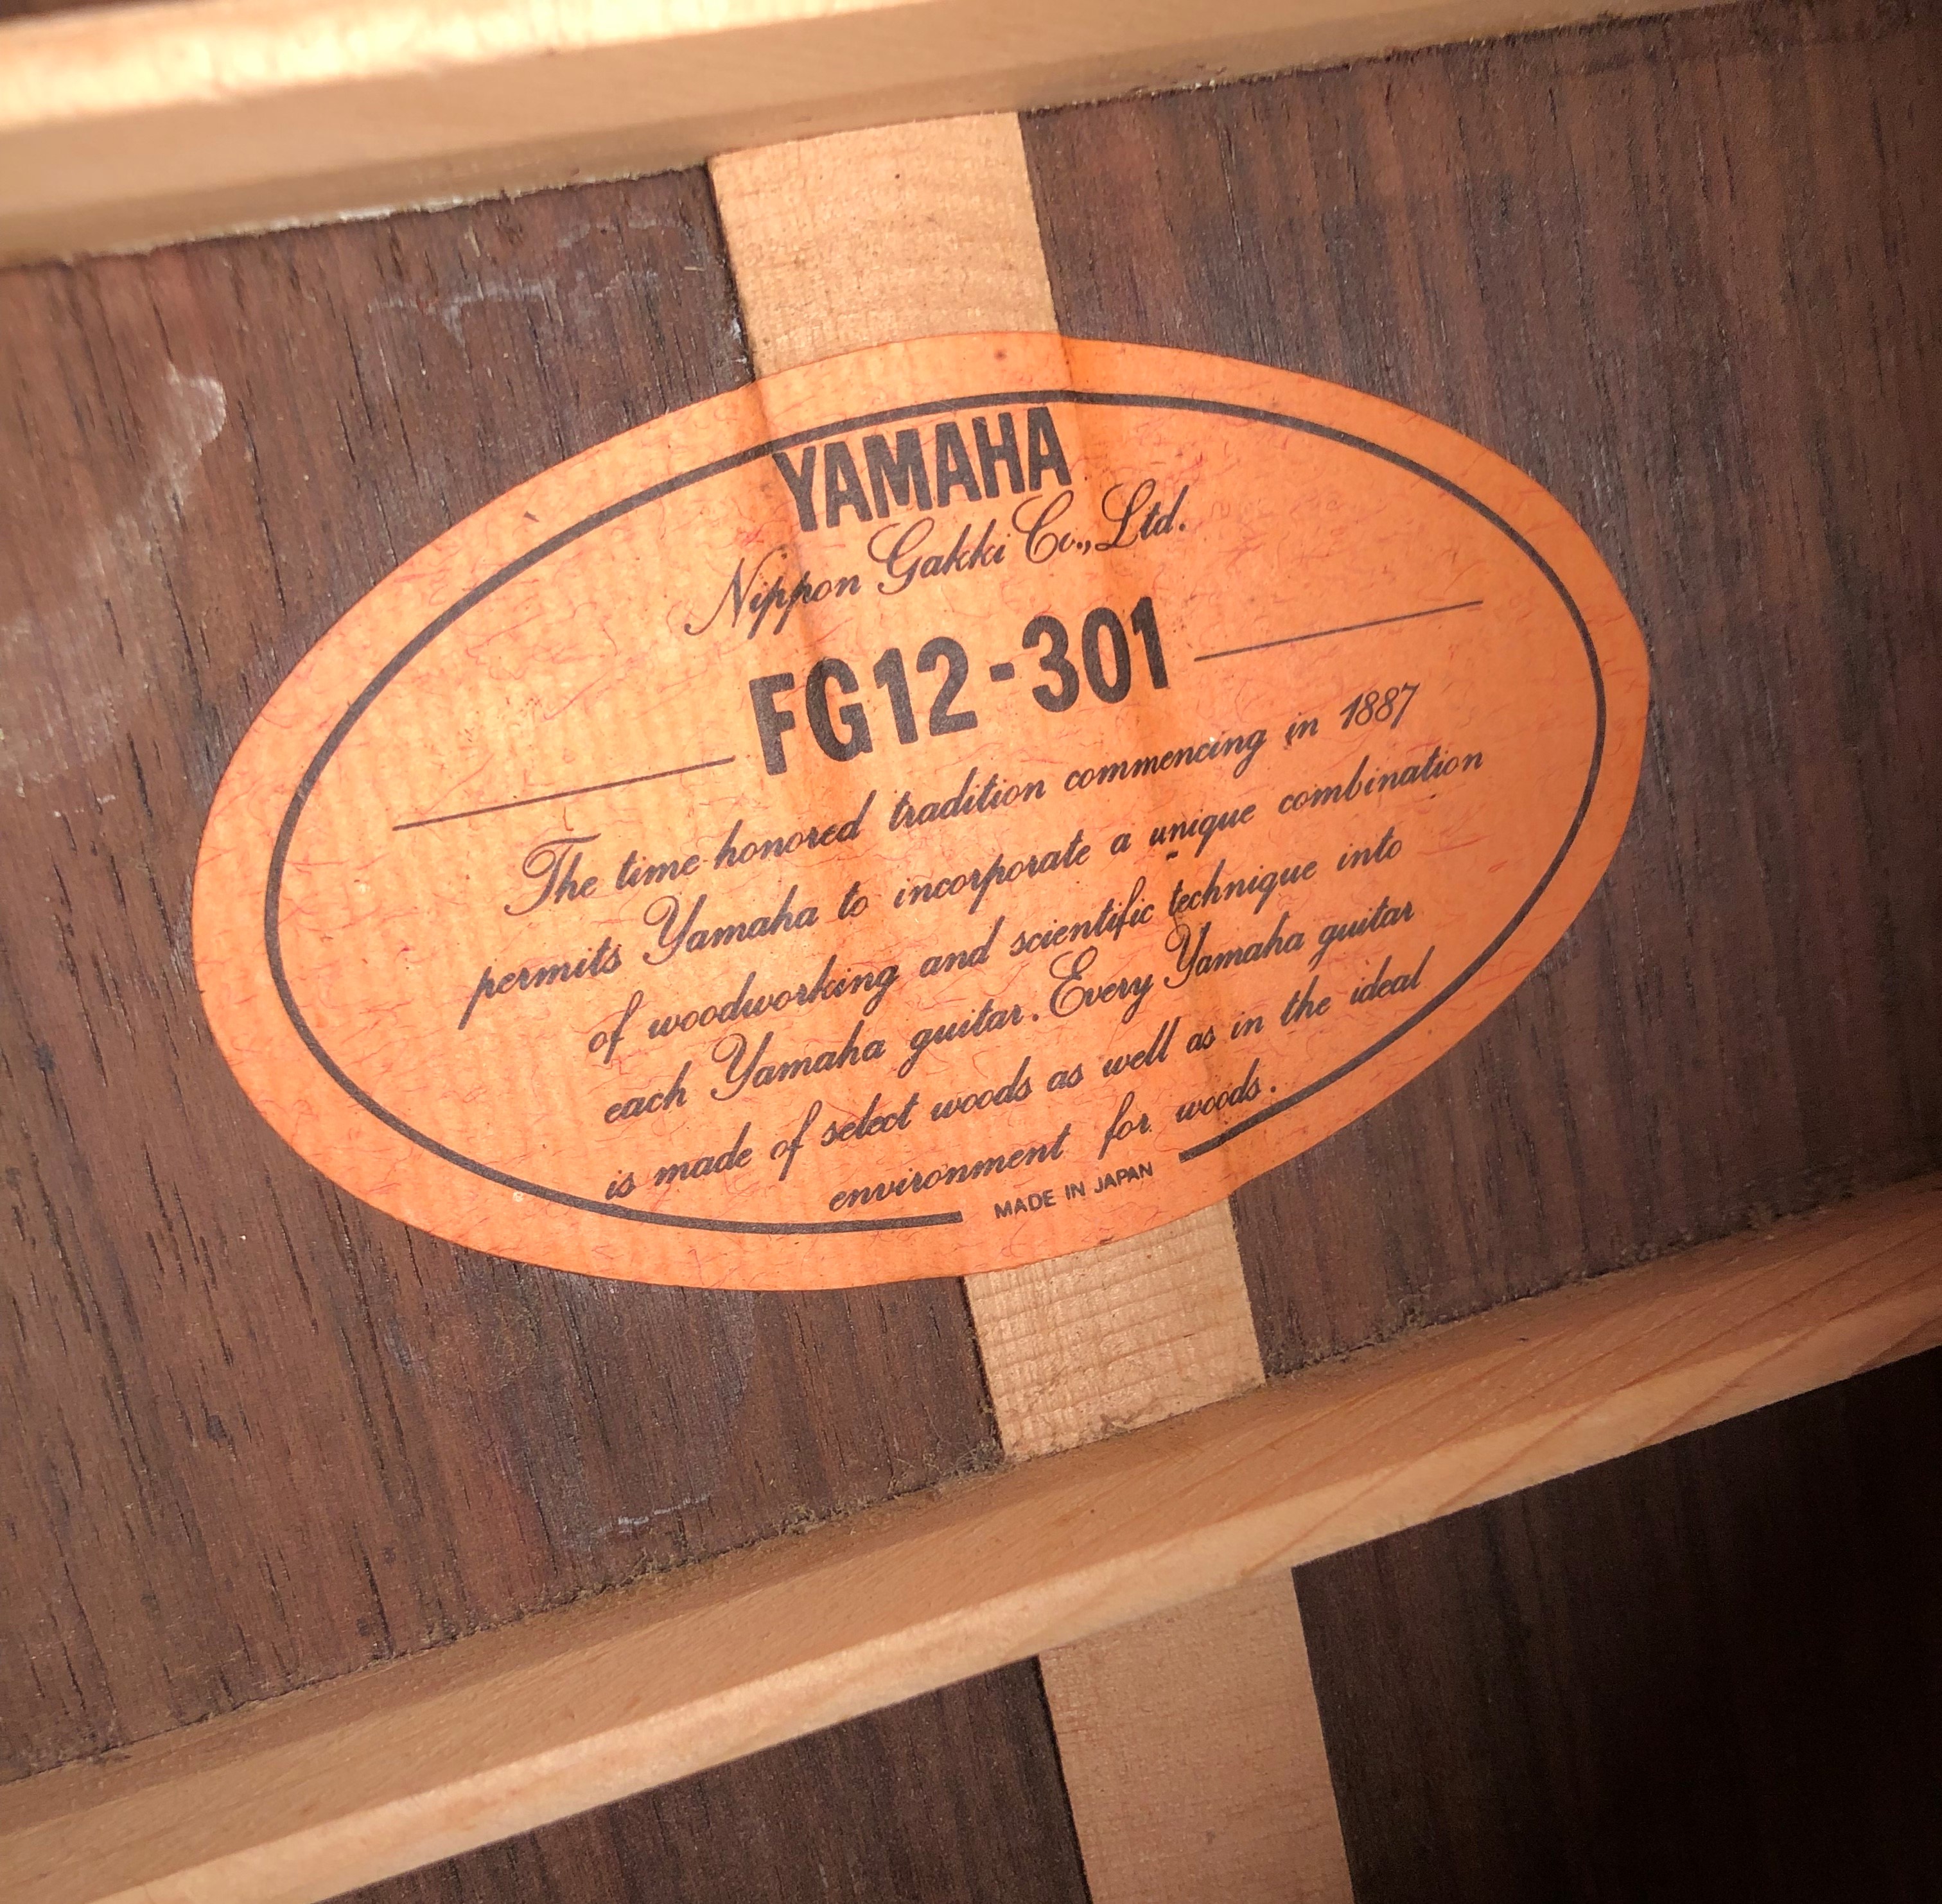 YAMAHA
Nippon Gakki Co., Ltd.
FG12-301
The time-honored tradition commencing in 1887
permits Yamaha to incorporate a unique combination
of woodworking and scientific technique into
each Yamaha guitar. Every Yamaha guitar
is made of select woods as well as in the ideal
environment for woods.
MADE IN JAPAN